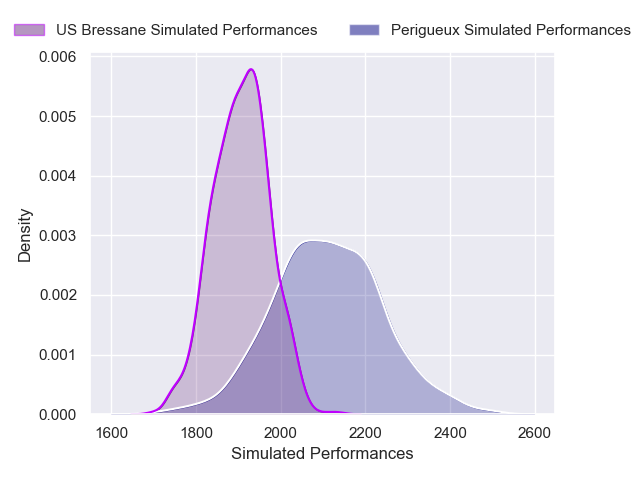 US Bressane Simulated Performances Perigueux Simulated Performances
0.006
0.005
0.004
0.003
0.002
0.001
0.000
Density
1600 1800 2000 2200 2400 2600
Simulated Performances